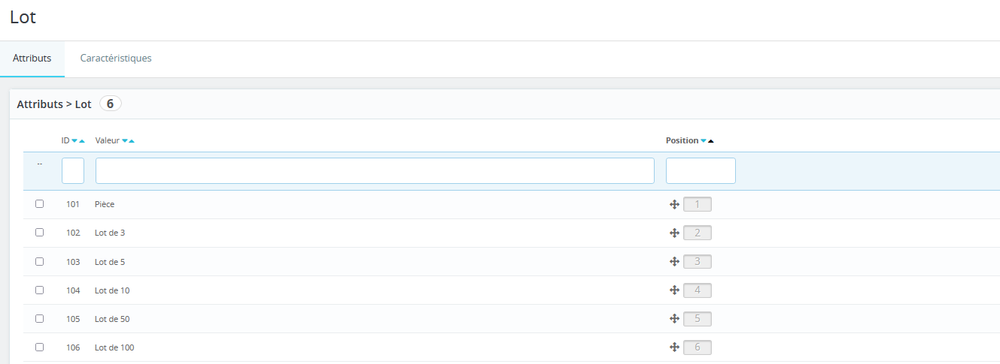 Lot
Attributs Caractéristiques
Attributs > Lot 6
ID Valeur Position
--
101 Pièce 1
102 Lot de 3 2
103 Lot de 5 3
104 Lot de 10 4
105 Lot de 50 5
106 Lot de 100 6